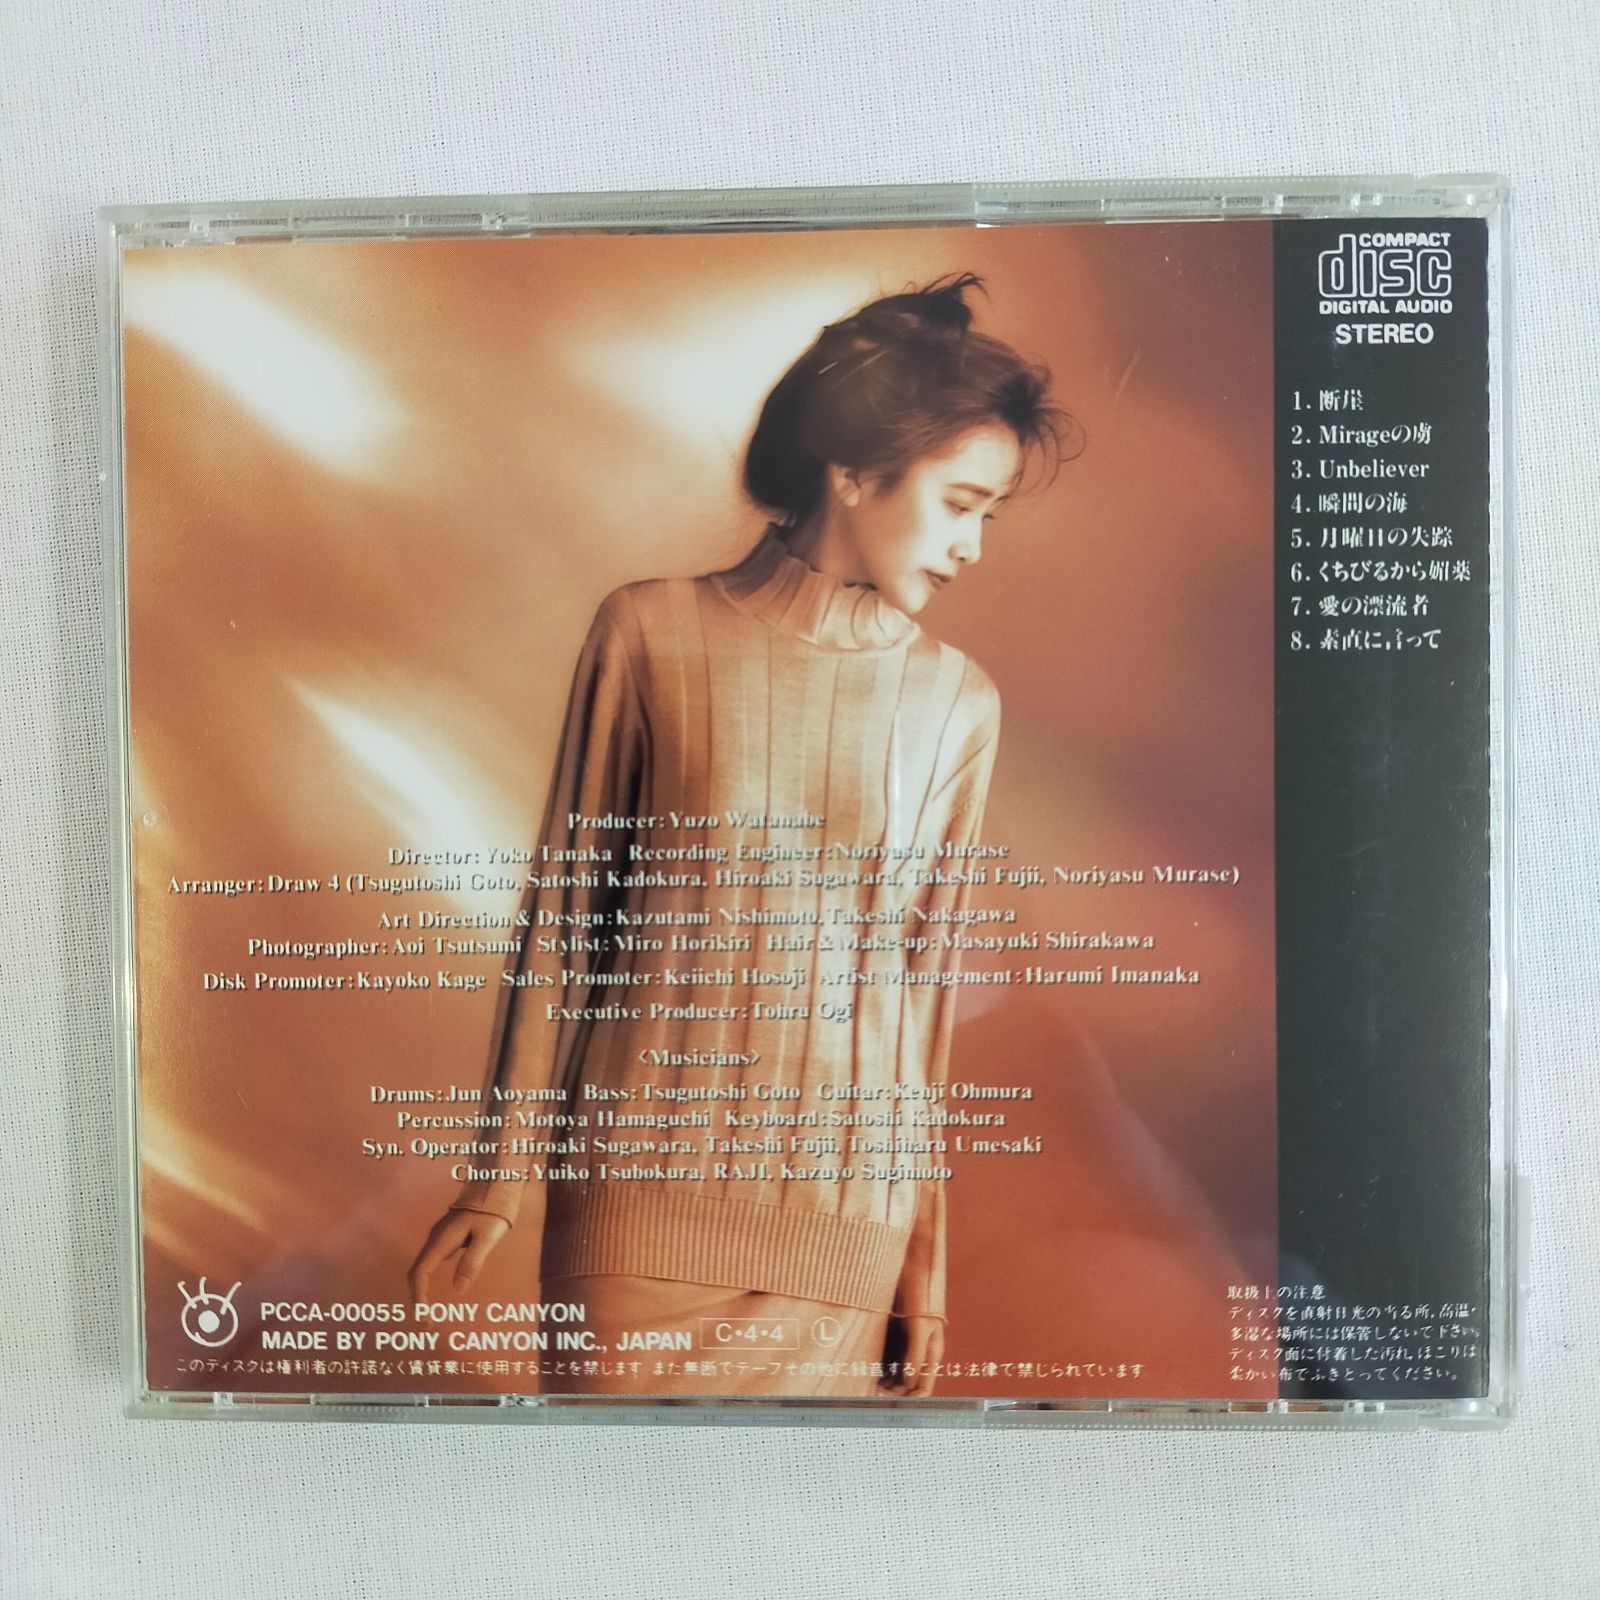 COMPACT
disc
DIGITAL AUDIO
STEREO
1. 断崖
2. Mirageの虜
3. Unbeliever
4. 瞬間の海
5. 月曜日の失踪
6. くちびるから媚薬
7. 愛の漂流者
8. 素直に言って
Producer:Yuzo Watanabe
Director:Yoko Tanaka Recording Engineer:Noriyasu Murase
Arranger:Draw 4 (Tsugutoshi Goto, Satoshi Kadokura, Hiroaki Sugawara, Takeshi Fujii, Noriyasu Murase)
Art Direction & Design:Kazutami Nishimoto, Takeshi Nakagawa
Photographer:Aoi Tsutsumi Stylist:Miro Horikiri Hair & Make-up:Masayuki Shirakawa
Disk Promoter:Kayoko Kage Sales Promoter:Keiichi Hosoji Artist Management:Harumi Imanaka
Executive Producer:Tohru Ogi
〈Musicians〉
Drums:Jun Aoyama Bass:Tsugutoshi Goto Guitar:Kenji Ohmura
Percussion:Motoya Hamaguchi Keyboard:Satoshi Kadokura
Syn. Operator:Hiroaki Sugawara, Takeshi Fujii, Toshiharu Umesaki
Chorus:Yuiko Tsubokura, RAJI, Kazuyo Sugimoto
PCCA-00055 PONY CANYON
MADE BY PONY CANYON INC., JAPAN C・4・4 L
このディスクは権利者の許諾なく賃貸業に使用することを禁じます また無断でテープその他に録音することは法律で禁じられています
取扱上の注意
ディスクを直射日光の当る所,高温・
多湿な場所には保管しないで下さい。
ディスク面に付着した汚れ,ほこりは
柔かい布でふきとってください。